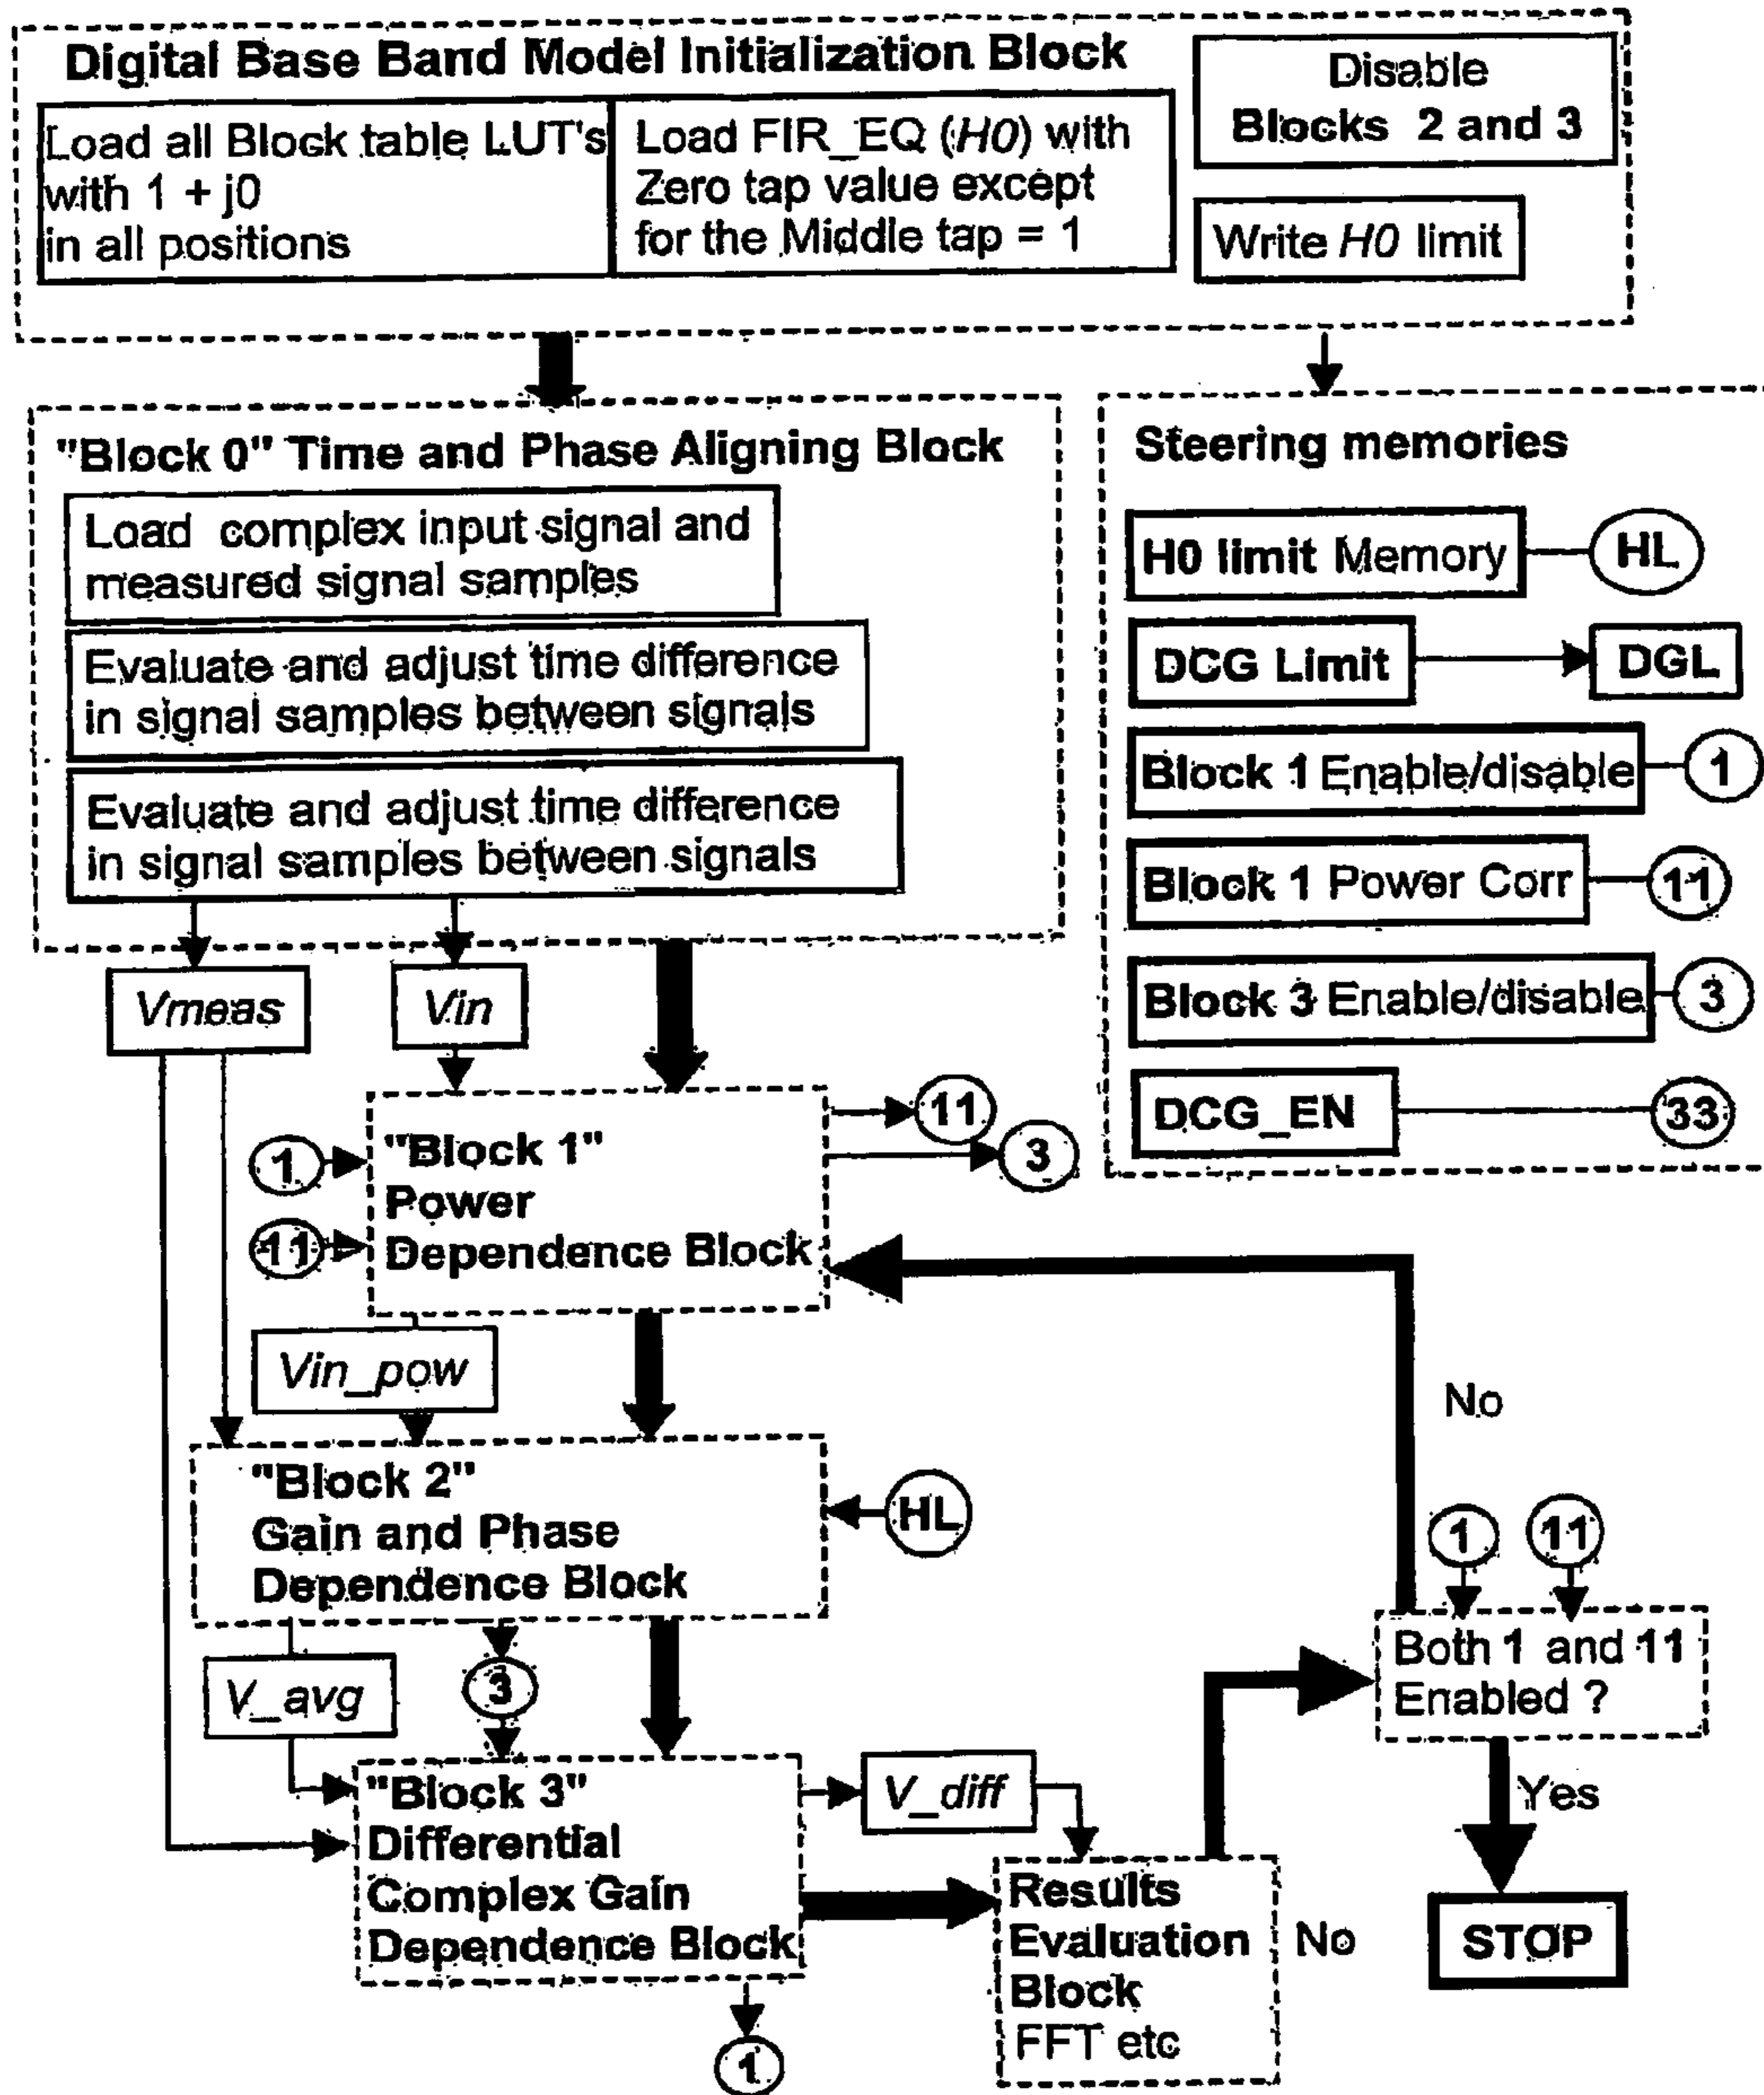 Digital Base Band Model Initialization Block
Load all Block table LUT's
with 1 + j0
in all positions
Load FIR_EQ (H0) with
Zero tap value except
for the Middle tap = 1
Disable
Blocks 2 and 3
Write H0 limit
"Block 0" Time and Phase Aligning Block
Load complex input signal and
measured signal samples
Evaluate and adjust time difference
in signal samples between signals
Evaluate and adjust time difference
in signal samples between signals
Steering memories
H0 limit Memory
HL
DCG Limit
DGL
Block 1 Enable/disable
1
Block 1 Power Corr
11
Block 3 Enable/disable
3
DCG_EN
33
Vmeas
Vin
1
11
"Block 1"
Power
Dependence Block
11
3
Vin_pow
No
"Block 2"
Gain and Phase
Dependence Block
HL
1
11
Both 1 and 11
Enabled ?
V_avg
3
"Block 3"
Differential
Complex Gain
Dependence Block
V_diff
Yes
Results
Evaluation
Block
FFT etc
No
STOP
1